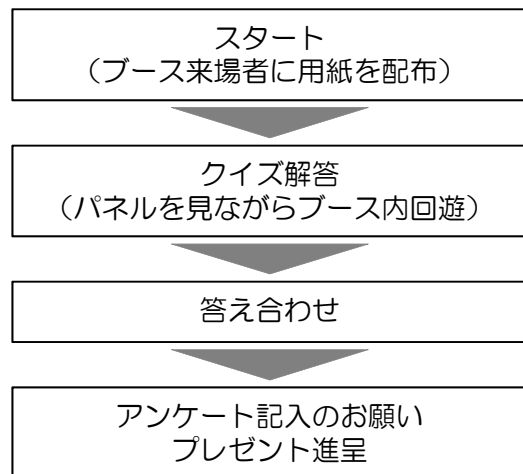 スタート
（ブース来場者に用紙を配布）
クイズ解答
（パネルを見ながらブース内回遊）
答え合わせ
アンケート記入のお願い
プレゼント進呈